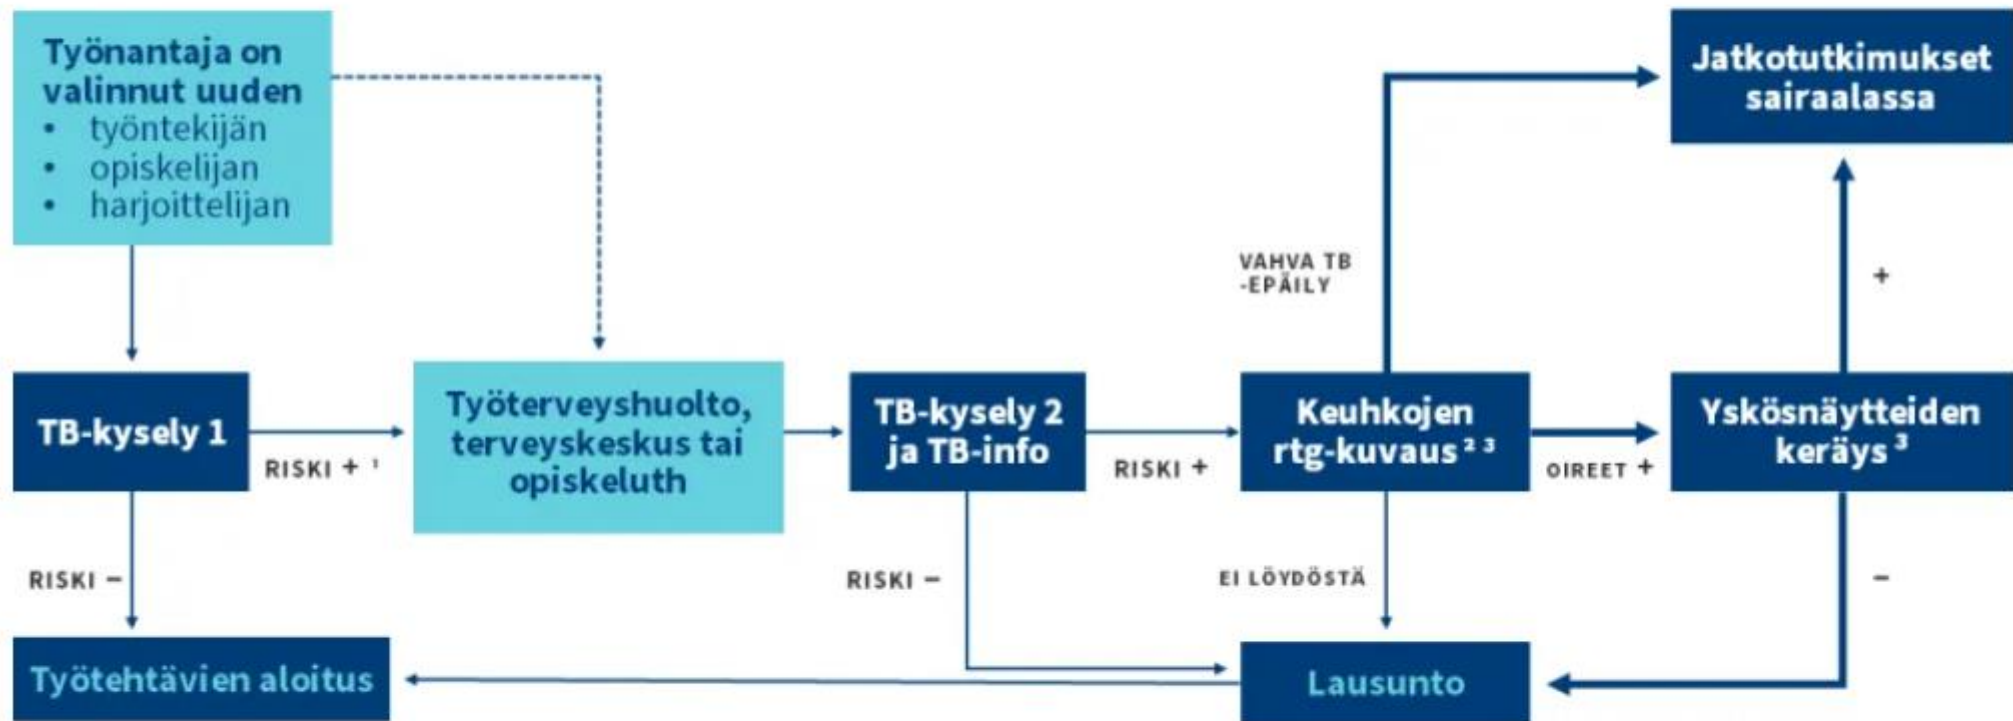 Työnantaja on
valinnut uuden
• työntekijän
• opiskelijan
• harjoittelijan
Jatkotutkimukset
sairaalassa
VAHVA TB
-EPÄILY
+
TB-kysely 1
RISKI + ¹
Työterveyshuolto,
terveyskeskus tai
opiskeluth
TB-kysely 2
ja TB-info
RISKI +
Keuhkojen
rtg-kuvaus ² ³
OIREET +
Yskösnäytteiden
keräys ³
RISKI –
RISKI –
EI LÖYDÖSTÄ
–
Työtehtävien aloitus
Lausunto